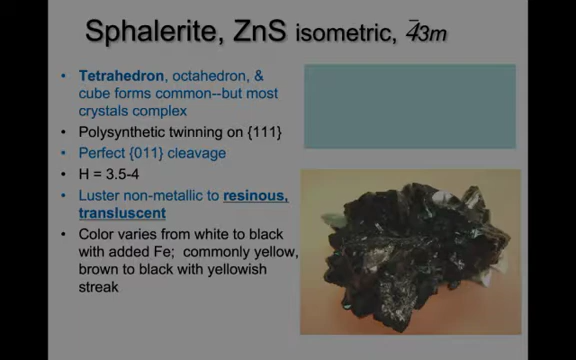 Sphalerite, ZnS isometric, 4̅3m
• Tetrahedron, octahedron, &
cube forms common--but most
crystals complex
• Polysynthetic twinning on {111}
• Perfect {011} cleavage
• H = 3.5-4
• Luster non-metallic to resinous,
transluscent
• Color varies from white to black
with added Fe; commonly yellow,
brown to black with yellowish
streak